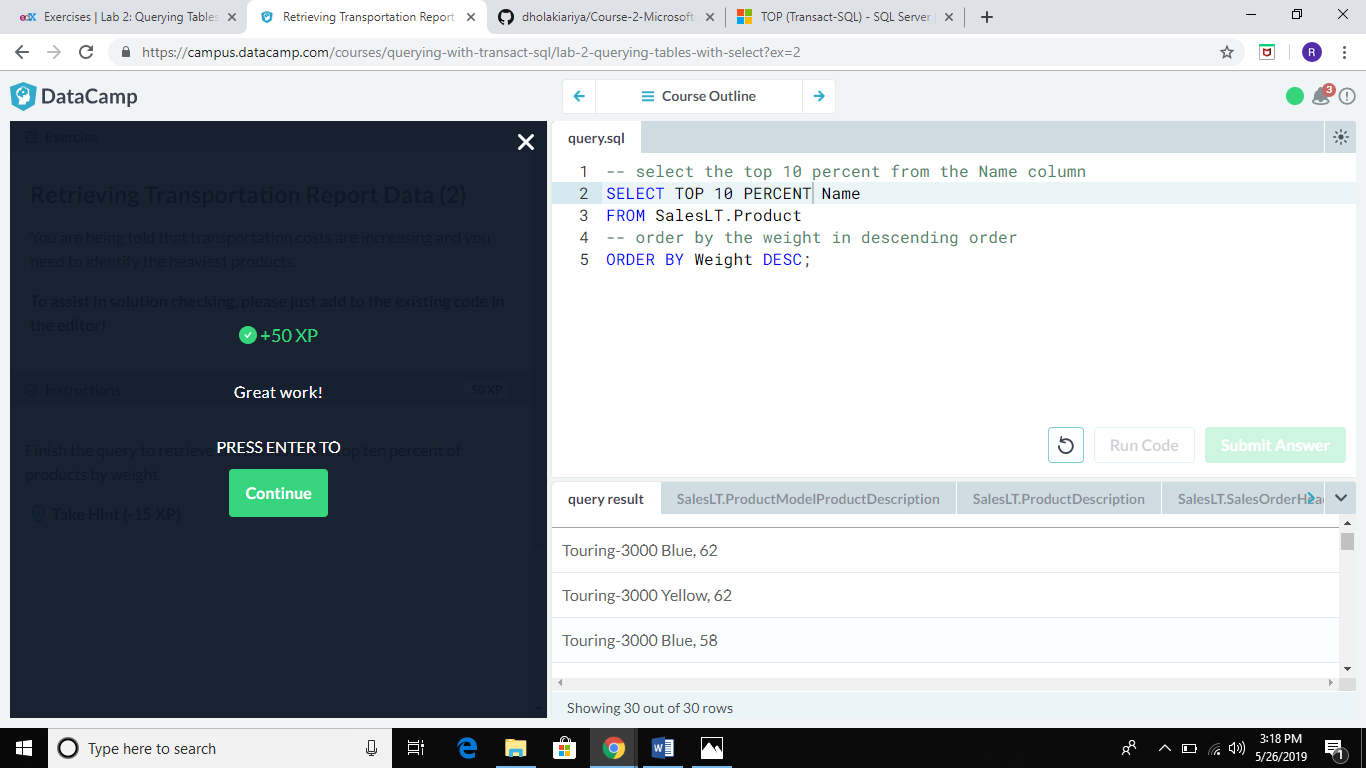 Exercises | Lab 2: Querying Tables
Retrieving Transportation Report
dholakiariya/Course-2-Microsoft-
TOP (Transact-SQL) - SQL Server
https://campus.datacamp.com/courses/querying-with-transact-sql/lab-2-querying-tables-with-select?ex=2
R
DataCamp
Course Outline
3
Exercise
Retrieving Transportation Report Data (2)
You are being told that transportation costs are increasing and you
need to identify the heaviest products.
To assist in solution checking, please just add to the existing code in
the editor!
+50 XP
Instructions
50 XP
Great work!
Finish the query to retrieve
top ten percent of
products by weight.
PRESS ENTER TO
Continue
Take Hint (-15 XP)
query.sql
1 -- select the top 10 percent from the Name column
2 SELECT TOP 10 PERCENT Name
3 FROM SalesLT.Product
4 -- order by the weight in descending order
5 ORDER BY Weight DESC;
Run Code
Submit Answer
query result
SalesLT.ProductModelProductDescription
SalesLT.ProductDescription
SalesLT.SalesOrderHea
Touring-3000 Blue, 62
Touring-3000 Yellow, 62
Touring-3000 Blue, 58
Showing 30 out of 30 rows
Type here to search
3:18 PM
5/26/2019
1